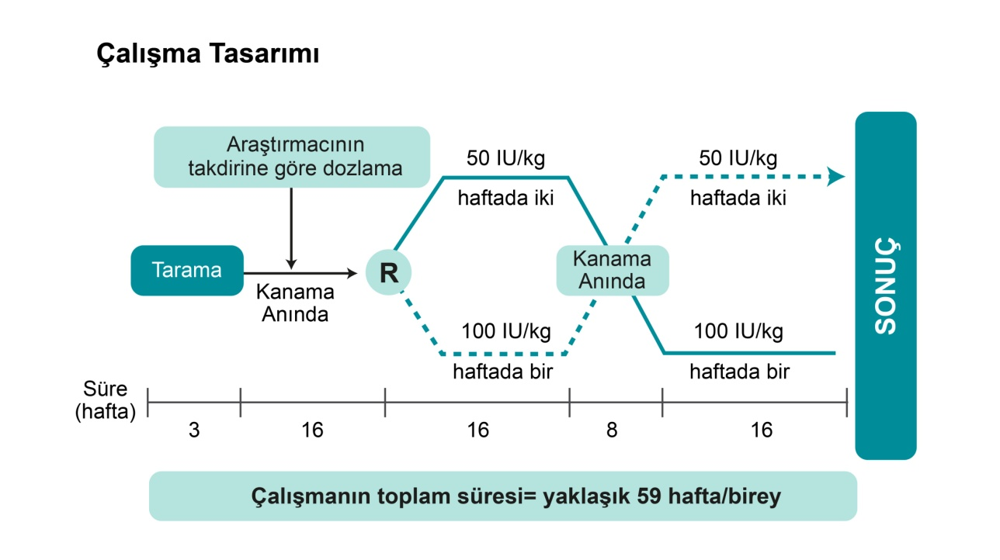 Çalışma Tasarımı
Araştırmacının
takdirine göre dozlama
50 IU/kg
haftada iki
50 IU/kg
haftada iki
Tarama
Kanama
Anında
R
Kanama
Anında
100 IU/kg
haftada bir
100 IU/kg
haftada bir
SONUÇ
Süre
(hafta)
3
16
16
8
16
Çalışmanın toplam süresi= yaklaşık 59 hafta/birey